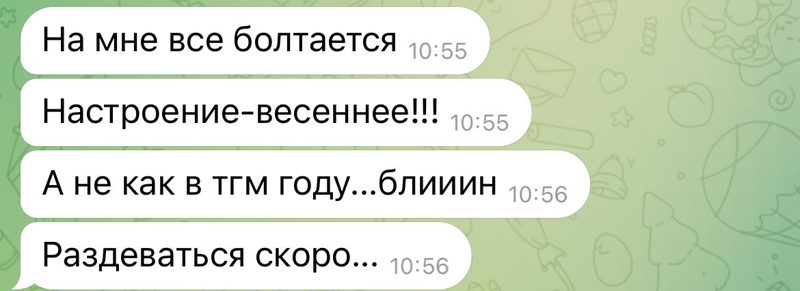 На мне все болтается 10:55
Настроение-весеннее!!! 10:55
А не как в тгм году...блииин 10:56
Раздеваться скоро... 10:56